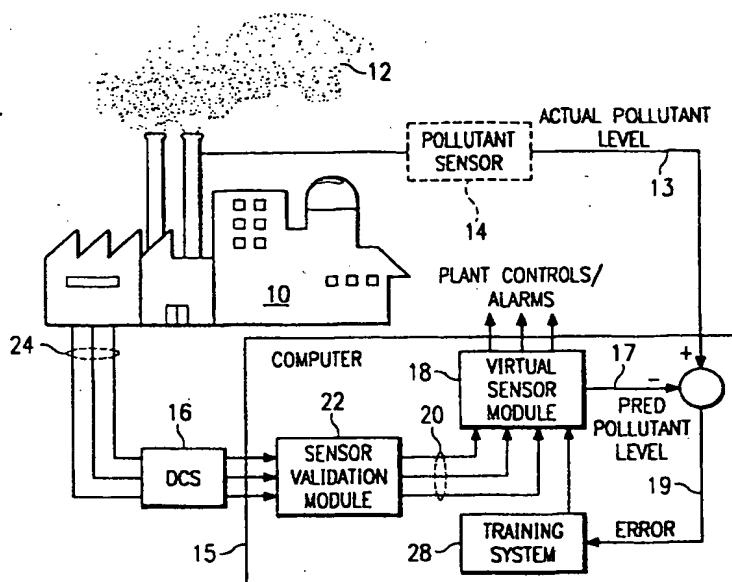 12
POLLUTANT
SENSOR
14
ACTUAL POLLUTANT
LEVEL
13
10
PLANT CONTROLS/
ALARMS
24
COMPUTER
18
VIRTUAL
SENSOR
MODULE
17
+
-
PRED
POLLUTANT
LEVEL
16
DCS
22
SENSOR
VALIDATION
MODULE
20
19
15
28
TRAINING
SYSTEM
ERROR